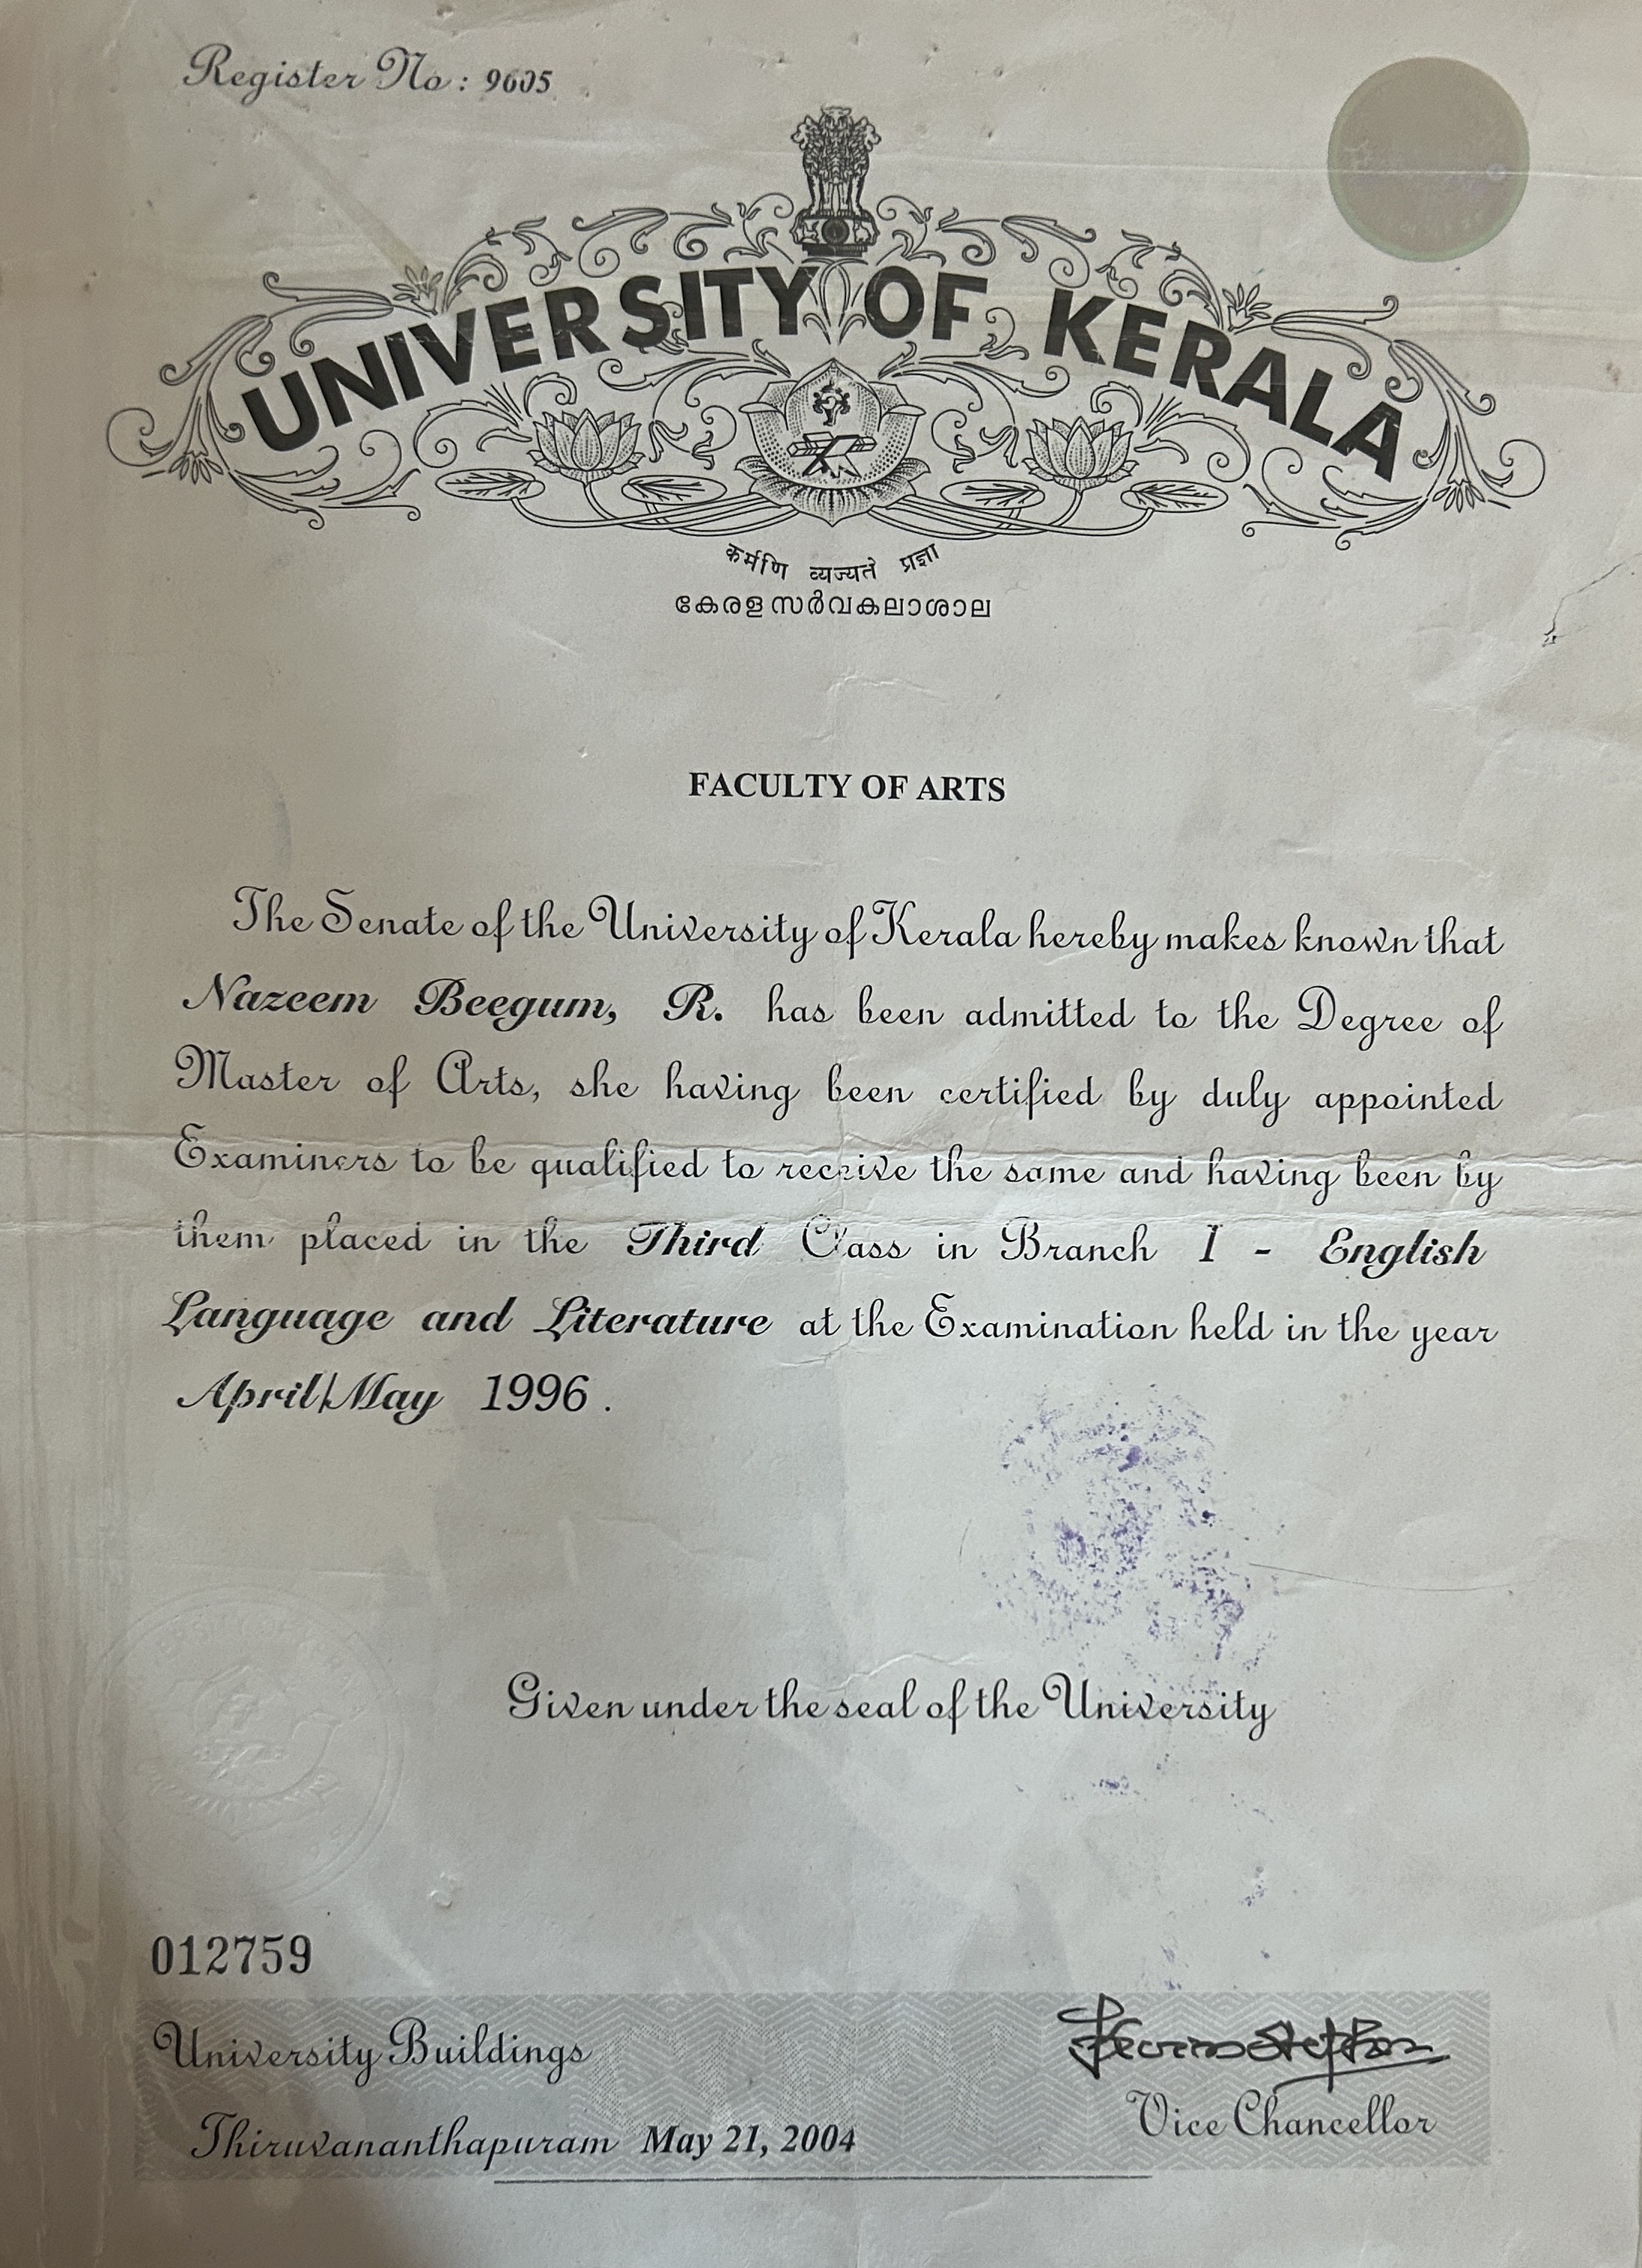 Register No: 9605
UNIVERSITY OF KERALA
कर्मणि व्यज्यते प्रज्ञा
കേരള സർവകലാശാല
FACULTY OF ARTS
The Senate of the University of Kerala hereby makes known that
Nazeem Beegum, R. has been admitted to the Degree of
Master of Arts, she having been certified by duly appointed
Examiners to be qualified to receive the same and having been by
them placed in the Third Class in Branch I - English
Language and Literature at the Examination held in the year
April/May 1996.
Given under the seal of the University
012759
University Buildings
Vice Chancellor
Thiruvananthapuram May 21, 2004